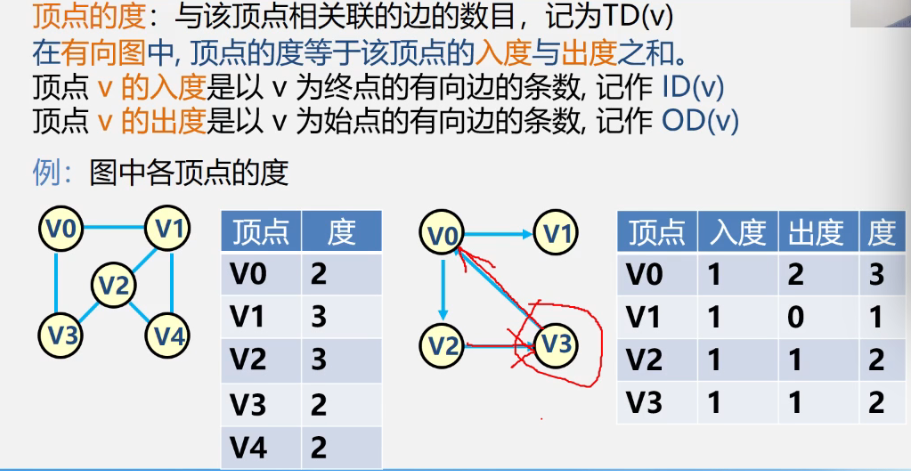 顶点的度：与该顶点相关联的边的数目，记为TD(v)
在有向图中, 顶点的度等于该顶点的入度与出度之和。
顶点 v 的入度是以 v 为终点的有向边的条数, 记作 ID(v)
顶点 v 的出度是以 v 为始点的有向边的条数, 记作 OD(v)
例：图中各顶点的度
V0 V1
V2
V3 V4
顶点 度
V0 2
V1 3
V2 3
V3 2
V4 2
V0 V1
V2 V3
顶点 入度 出度 度
V0 1 2 3
V1 1 0 1
V2 1 1 2
V3 1 1 2